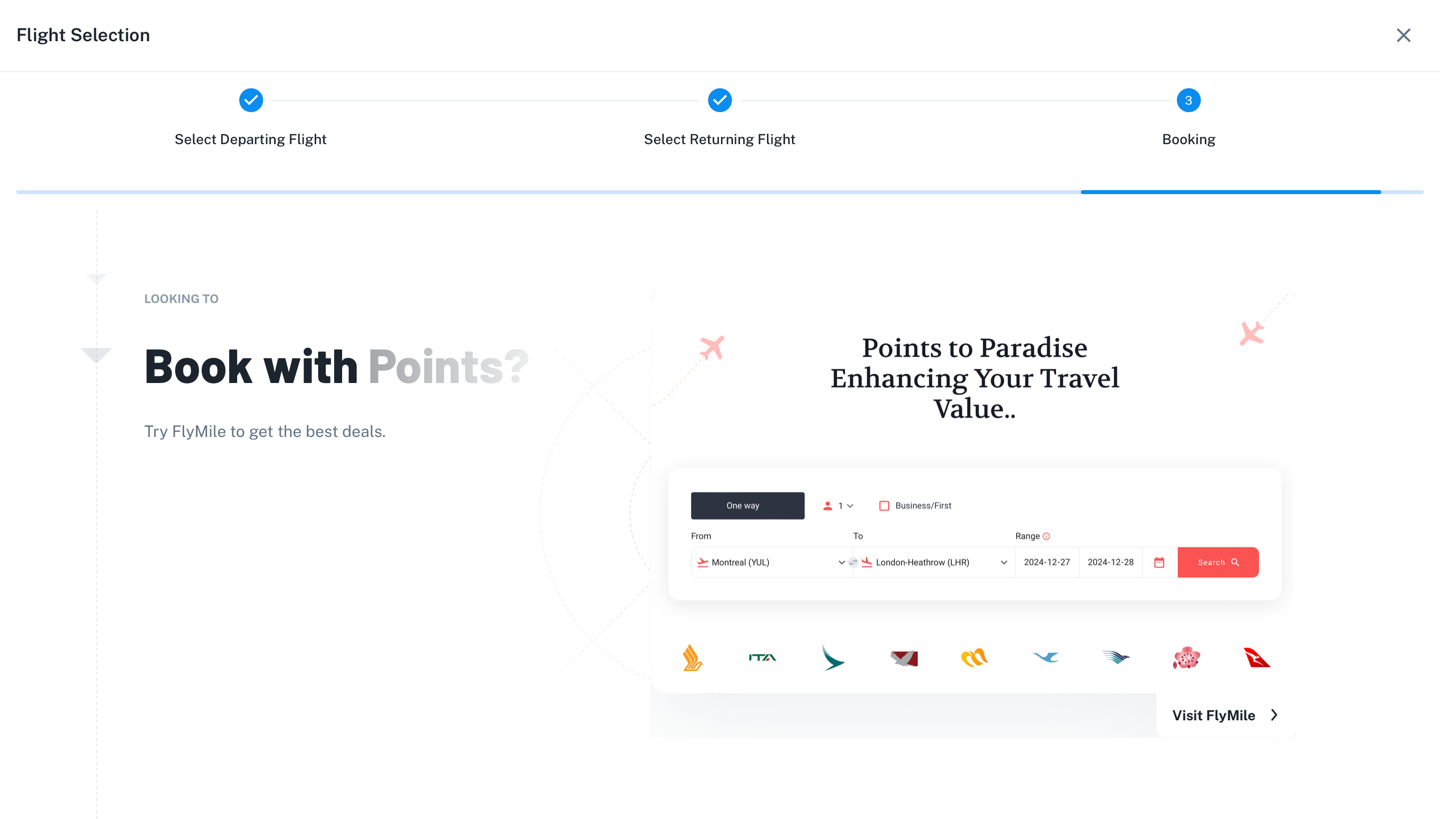 Flight Selection
3
Select Departing Flight
Select Returning Flight
Booking
LOOKING TO
Book with Points?
Try FlyMile to get the best deals.
Points to Paradise
Enhancing Your Travel
Value..
One way
1
Business/First
From
To
Range
Montreal (YUL)
London-Heathrow (LHR)
2024-12-27
2024-12-28
Search
ITA
Visit FlyMile